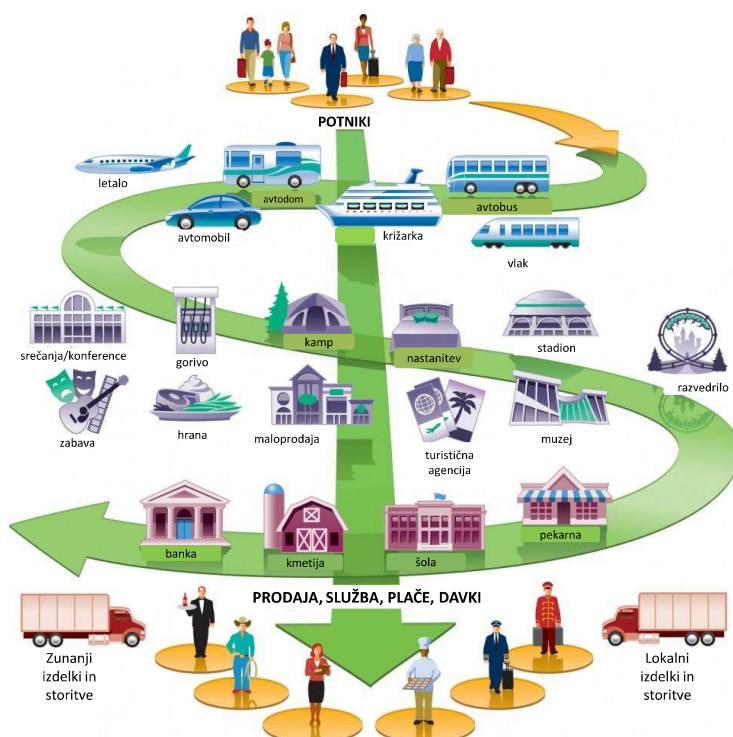 POTNIKI
letalo
avtodom
avtobus
avtomobil
križarka
vlak
srečanja/konference
gorivo
kamp
nastanitev
stadion
razvedrilo
zabava
hrana
maloprodaja
turistična
agencija
muzej
banka
kmetija
šola
pekarna
PRODAJA, SLUŽBA, PLAČE, DAVKI
Zunanji
izdelki in
storitve
Lokalni
izdelki in
storitve